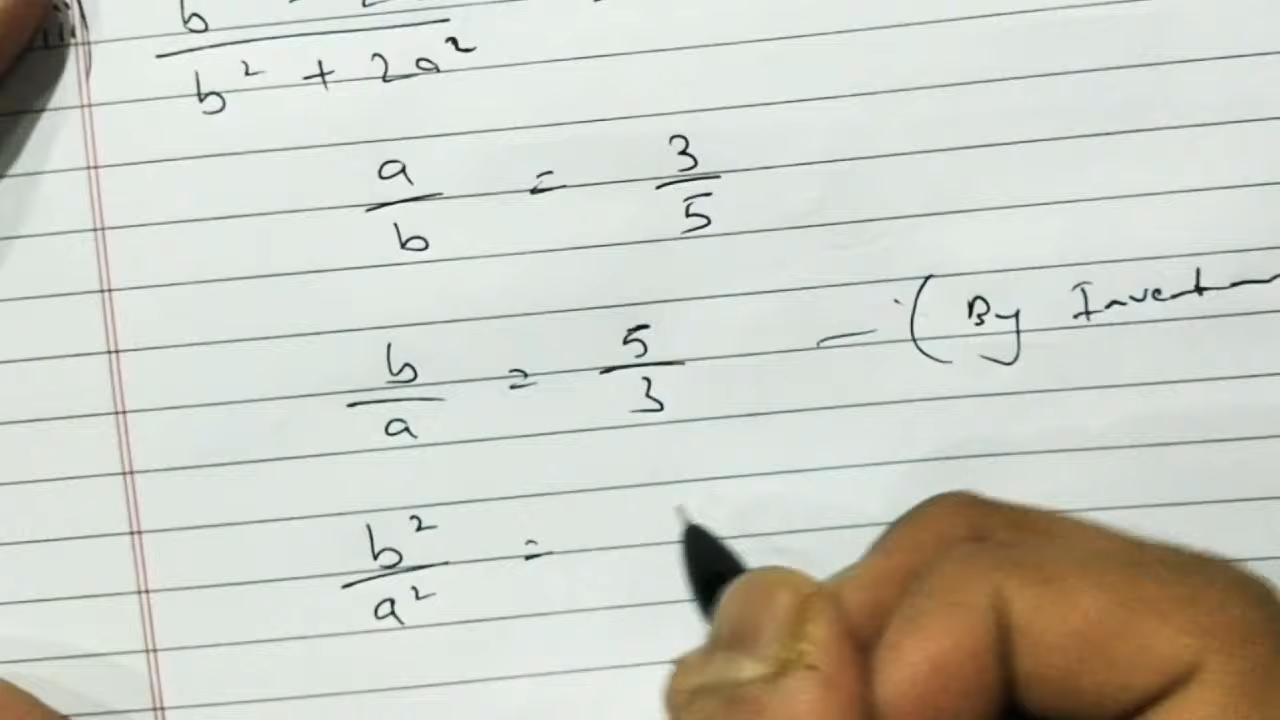 b
b² + 2a²
a/b = 3/5
b/a = 5/3 — (By
b²/a² =